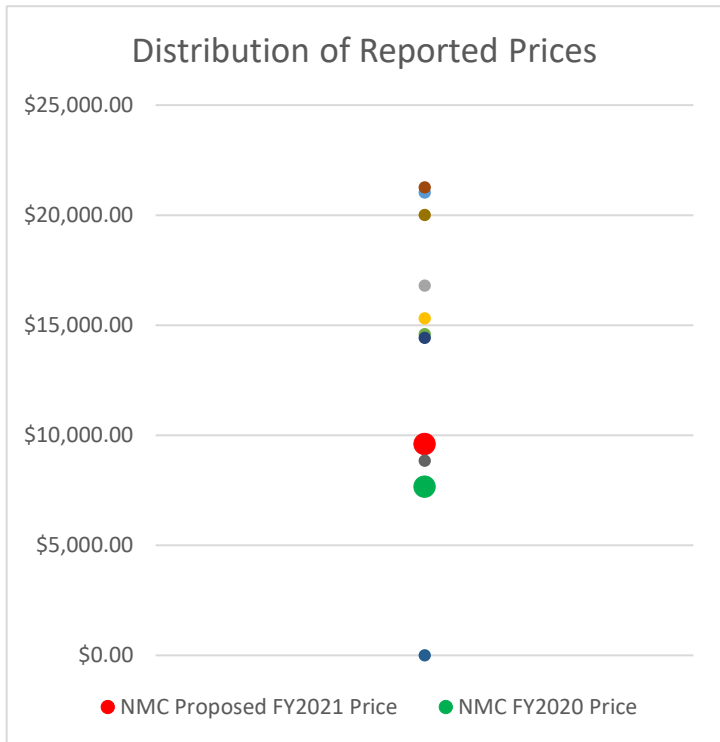 Distribution of Reported Prices
$25,000.00
$20,000.00
$15,000.00
$10,000.00
$5,000.00
$0.00
NMC Proposed FY2021 Price
NMC FY2020 Price